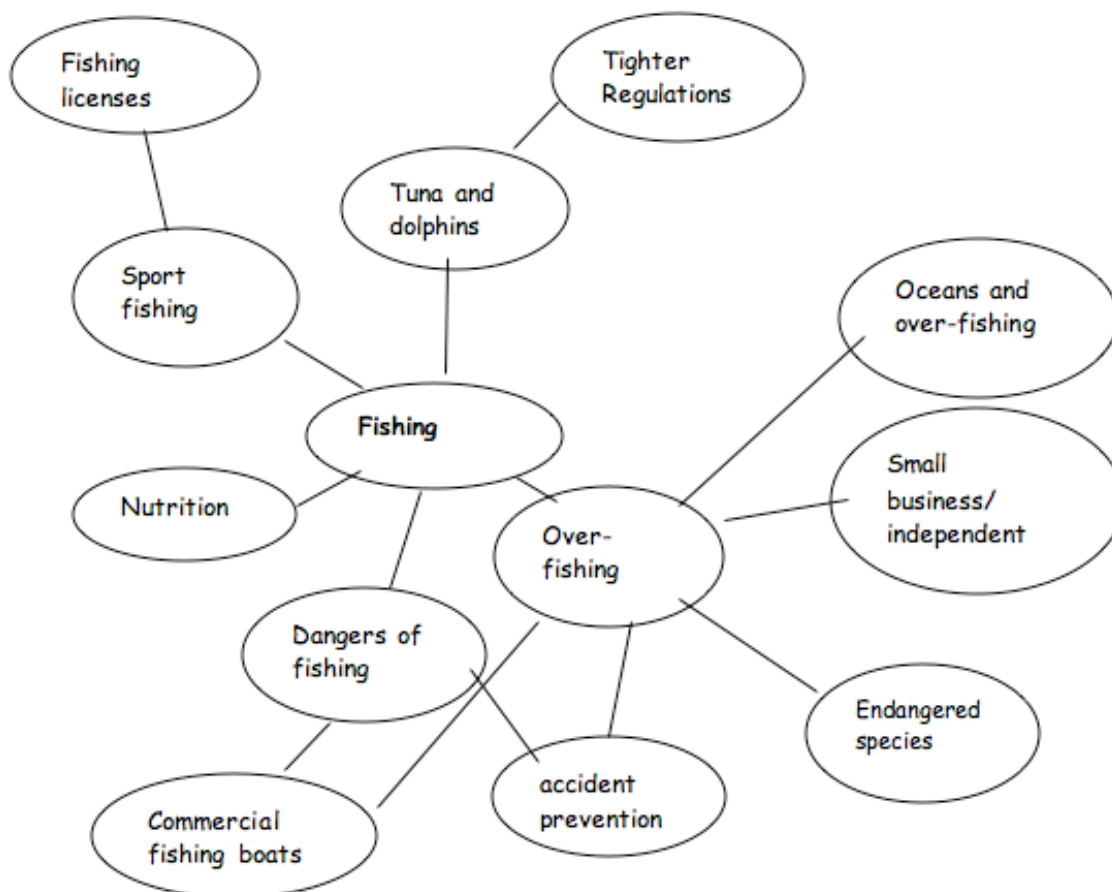 Fishing
licenses
Tighter
Regulations
Tuna and
dolphins
Sport
fishing
Oceans and
over-fishing
Fishing
Nutrition
Small
business/
independent
Over-
fishing
Dangers of
fishing
Endangered
species
accident
prevention
Commercial
fishing boats